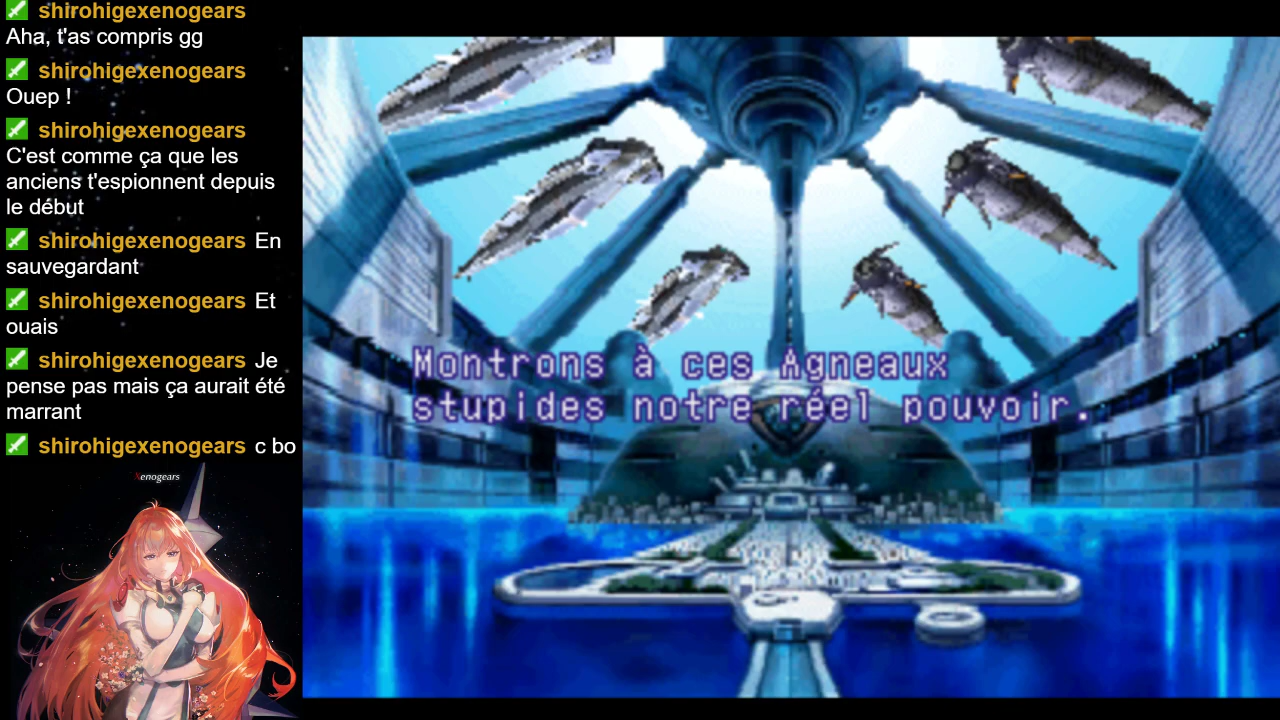 shirohigexenogears
Aha, t'as compris gg
shirohigexenogears
Ouep !
shirohigexenogears
C'est comme ça que les
anciens t'espionnent depuis
le début
shirohigexenogears En
sauvegardant
shirohigexenogears Et
ouais
shirohigexenogears Je
pense pas mais ça aurait été
marrant
shirohigexenogears c bo
Xenogears
Montrons à ces Agneaux
stupides notre réel pouvoir.